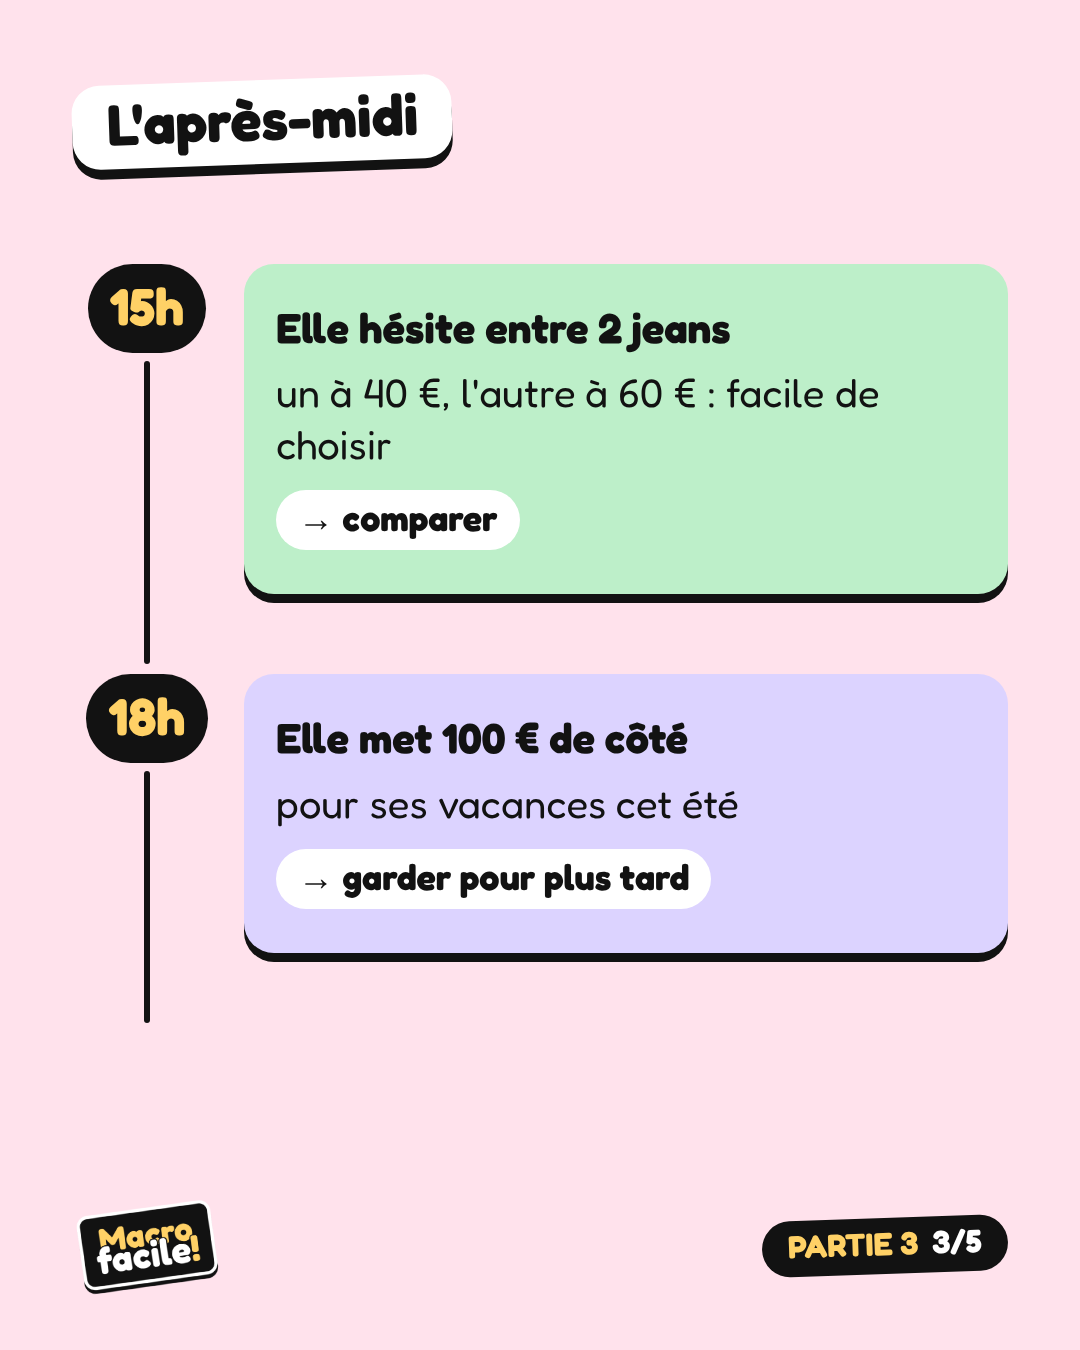 L'après-midi
15h
Elle hésite entre 2 jeans
un à 40 €, l'autre à 60 € : facile de
choisir
→ comparer
18h
Elle met 100 € de côté
pour ses vacances cet été
→ garder pour plus tard
Macro
facile!
PARTIE 3 3/5